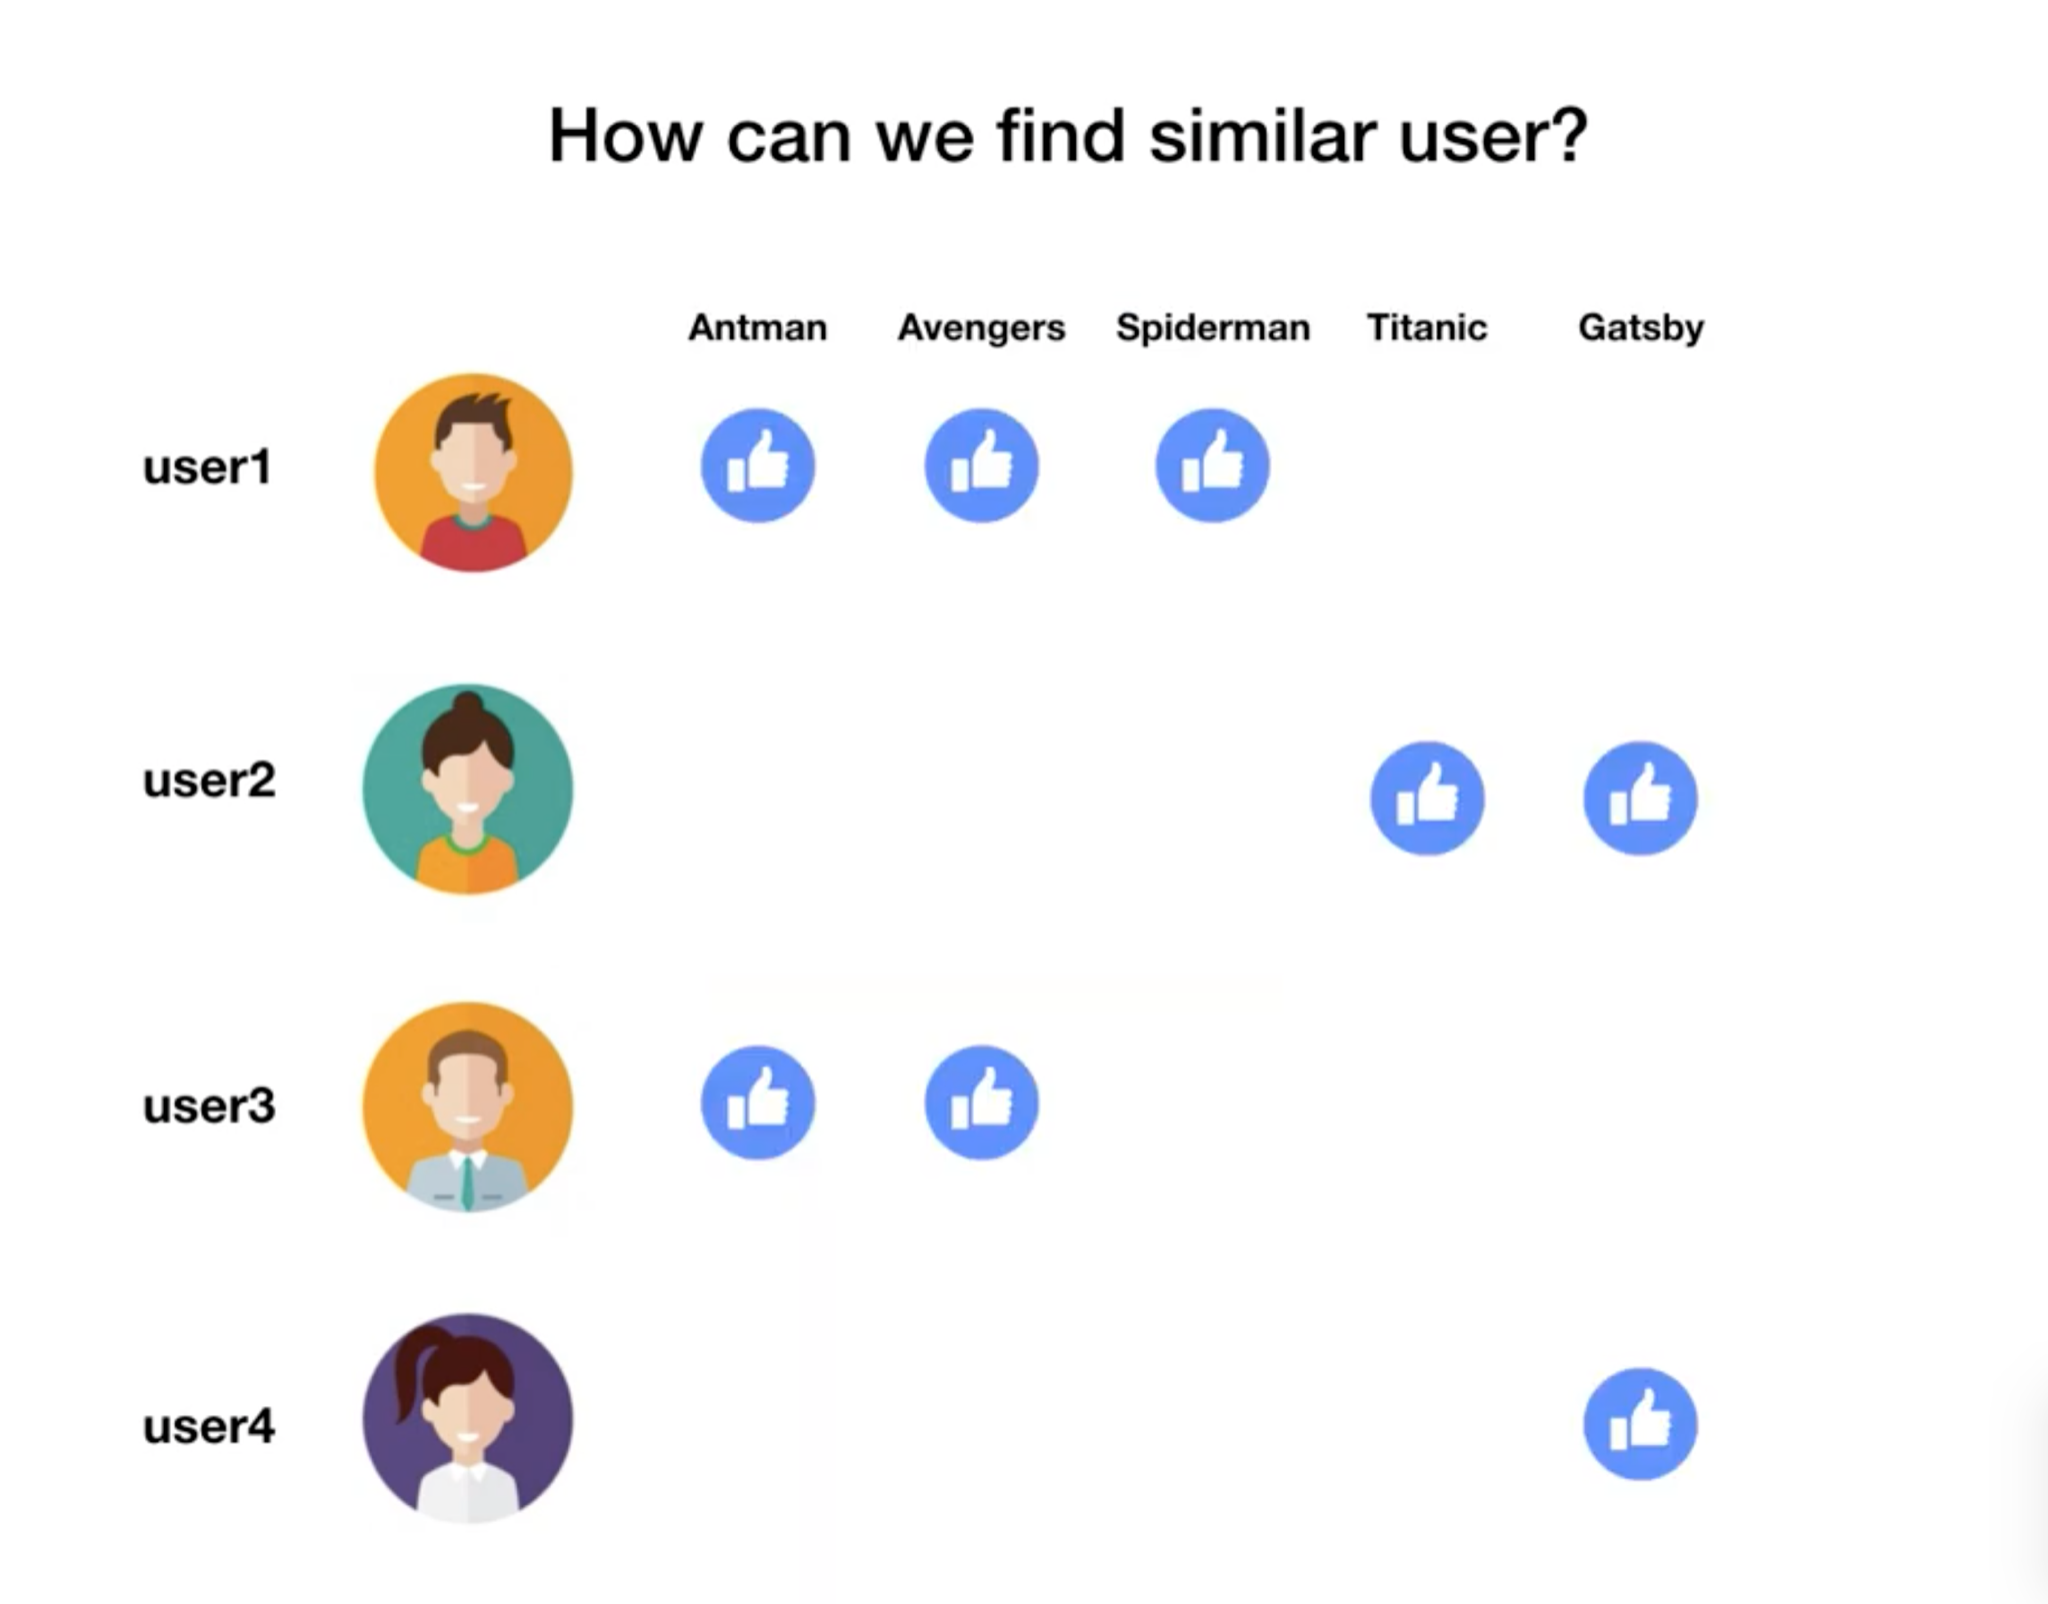 How can we find similar user?
Antman Avengers Spiderman Titanic Gatsby
user1
user2
user3
user4